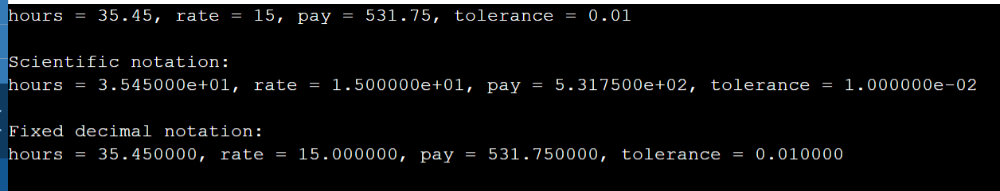 hours = 35.45, rate = 15, pay = 531.75, tolerance = 0.01
Scientific notation:
hours = 3.545000e+01, rate = 1.500000e+01, pay = 5.317500e+02, tolerance = 1.000000e-02
Fixed decimal notation:
hours = 35.450000, rate = 15.000000, pay = 531.750000, tolerance = 0.010000